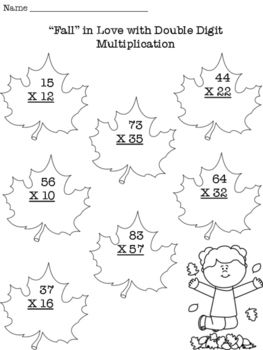 Name ____________________
"Fall" in Love with Double Digit
Multiplication
15
X 12
44
X 22
73
X 35
56
X 10
64
X 32
83
X 57
37
X 16